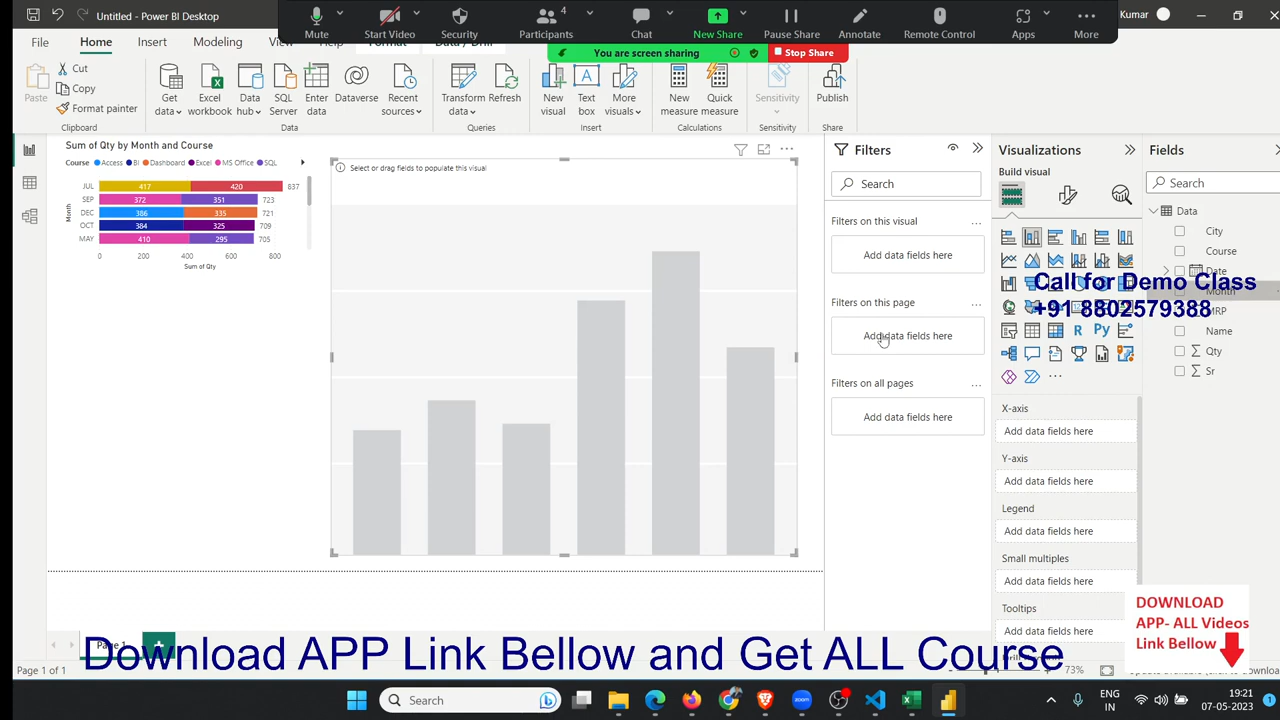 Untitled - Power BI Desktop
Mute
Start Video
Security
4
Participants
Chat
New Share
Pause Share
Annotate
Remote Control
Apps
More
Kumar
You are screen sharing
Stop Share
File
Home
Insert
Modeling
View
Format
Data / Drill
Paste
Cut
Copy
Format painter
Clipboard
Get data
Excel workbook
Data hub
SQL Server
Enter data
Dataverse
Recent sources
Data
Transform data
Refresh
Queries
New visual
Text box
More visuals
Insert
New measure
Quick measure
Calculations
Sensitivity
Sensitivity
Publish
Share
Sum of Qty by Month and Course
Course Access BI Dashboard Excel MS Office SQL
Month
JUL 417 420 837
SEP 372 351 723
DEC 386 335 721
OCT 384 325 709
MAY 410 295 705
0 200 400 600 800
Sum of Qty
Select or drag fields to populate this visual
Filters
Search
Filters on this visual
Add data fields here
Filters on this page
Add data fields here
Filters on all pages
Add data fields here
Visualizations
Build visual
X-axis
Add data fields here
Y-axis
Add data fields here
Legend
Add data fields here
Small multiples
Add data fields here
Tooltips
Add data fields here
Fields
Search
Data
City
Course
Date
Month
MRP
Name
Qty
Sr
Call for Demo Class
+91 8802579388
DOWNLOAD
APP- ALL Videos
Link Bellow
Page 1
Download APP Link Bellow and Get ALL Course
Page 1 of 1
73%
Search
ENG
IN
19:21
07-05-2023